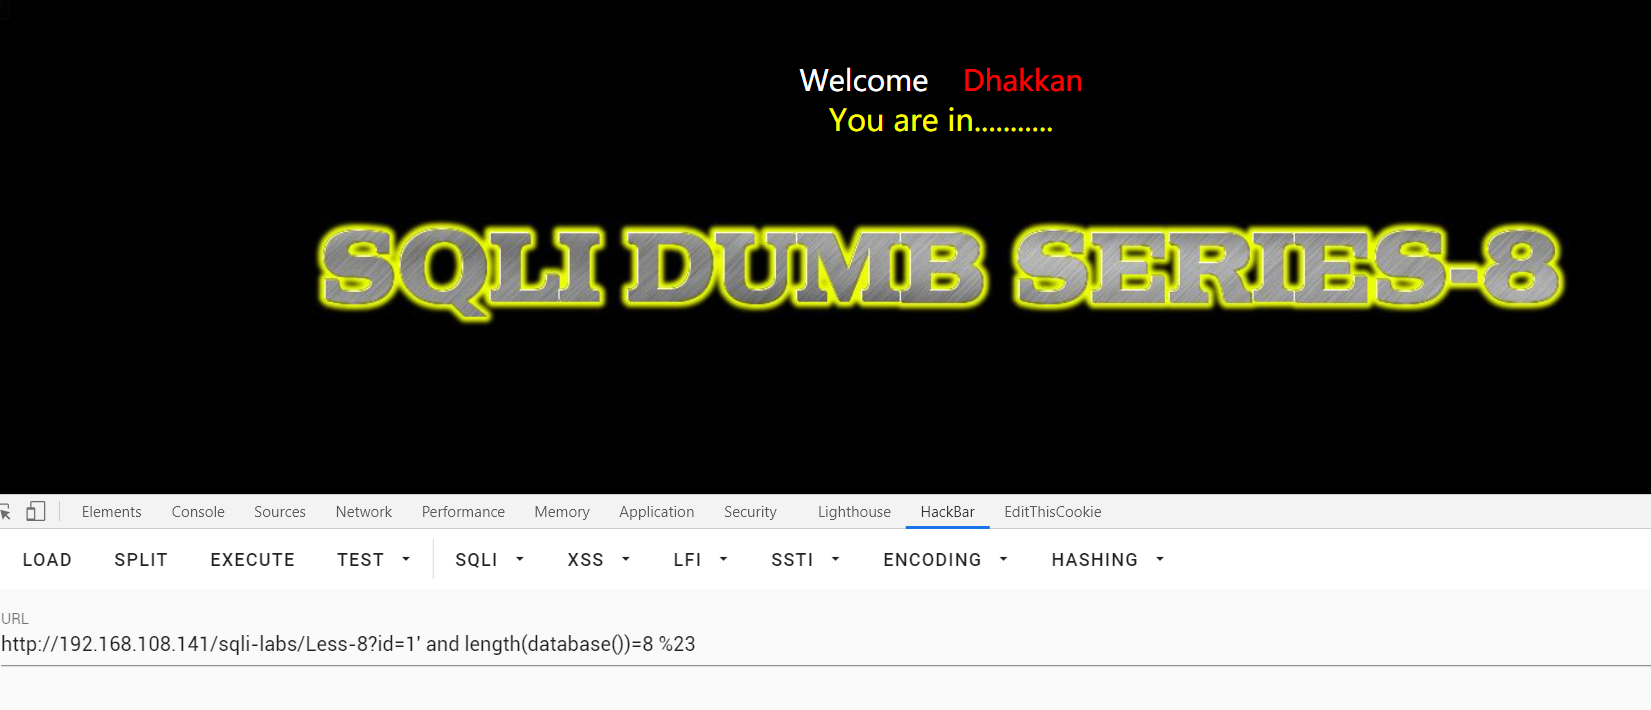 Welcome Dhakkan
You are in...........
SQLI DUMB SERIES-8
Elements Console Sources Network Performance Memory Application Security Lighthouse HackBar EditThisCookie
LOAD SPLIT EXECUTE TEST SQLI XSS LFI SSTI ENCODING HASHING
URL
http://192.168.108.141/sqli-labs/Less-8?id=1' and length(database())=8 %23